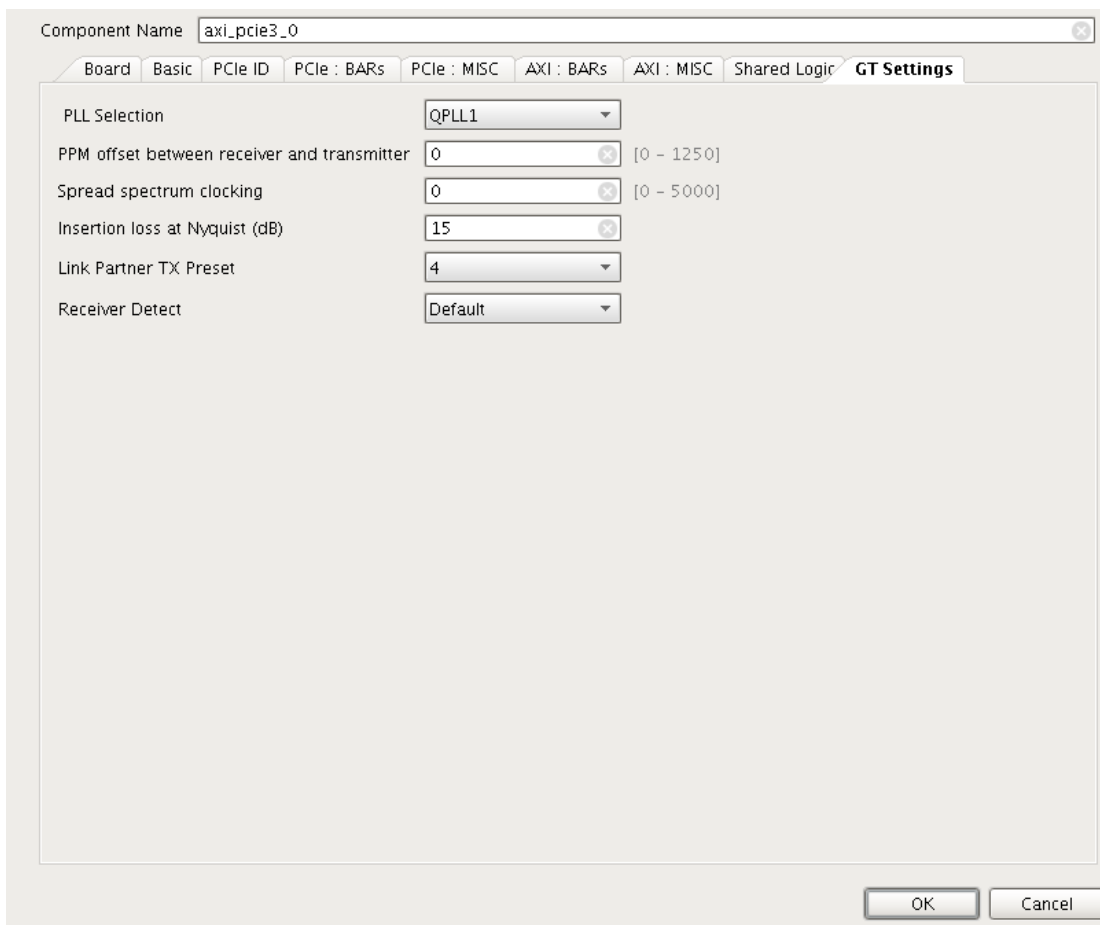 Component Name axi_pcie3_0
Board Basic PCIe ID PCIe : BARs PCIe : MISC AXI : BARs AXI : MISC Shared Logic GT Settings
PLL Selection QPLL1
PPM offset between receiver and transmitter 0 [0 - 1250]
Spread spectrum clocking 0 [0 - 5000]
Insertion loss at Nyquist (dB) 15
Link Partner TX Preset 4
Receiver Detect Default
OK Cancel